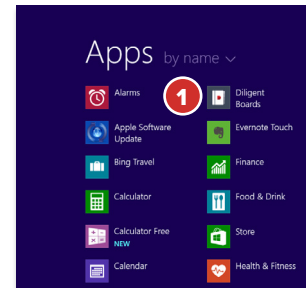 Apps by name
Alarms
Apple Software
Update
Bing Travel
Calculator
Calculator Free
NEW
Calendar
1
Diligent
Boards
Evernote Touch
Finance
Food & Drink
Store
Health & Fitness